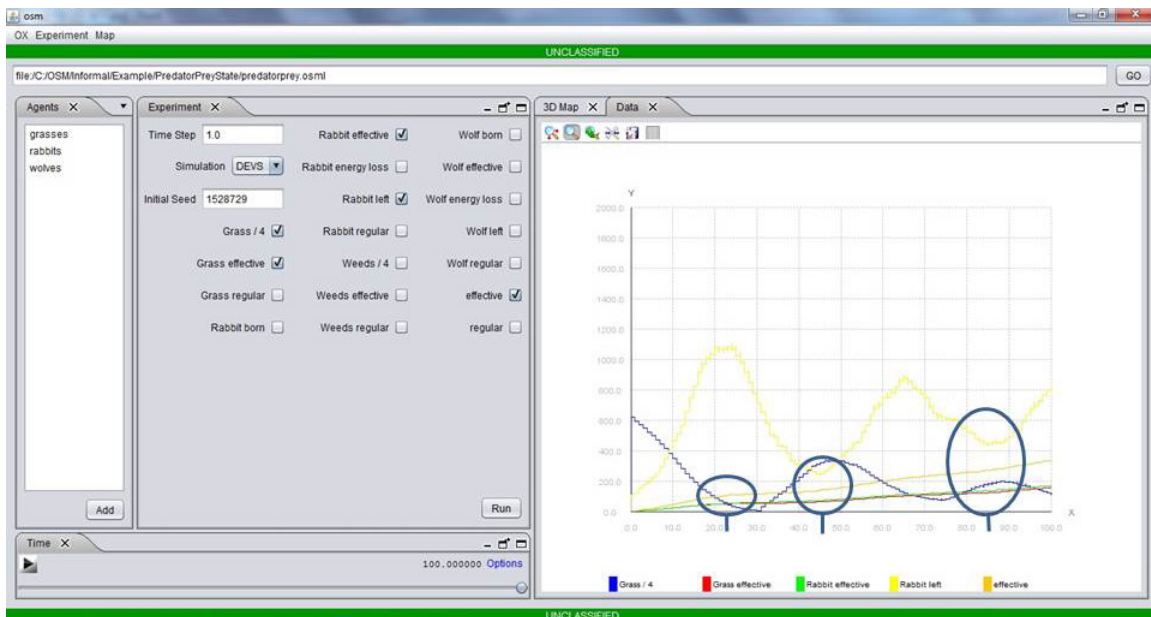 osm
OX Experiment Map
UNCLASSIFIED
file:/C:/OSM/Informal/Example/PredatorPreyState/predatorprey.osml GO
Agents X
grasses
rabbits
wolves
Add
Experiment X
Time Step 1.0 Rabbit effective Wolf born
Simulation DEVS Rabbit energy loss Wolf effective
Initial Seed 1528729 Rabbit left Wolf energy loss
Grass / 4 Rabbit regular Wolf left
Grass effective Weeds / 4 Wolf regular
Grass regular Weeds effective effective
Rabbit born Weeds regular regular
Run
Time X
100.000000 Options
3D Map X Data X
Y
2000.0
1800.0
1600.0
1400.0
1200.0
1000.0
800.0
600.0
400.0
200.0
0.0 X
0.0 10.0 20.0 30.0 40.0 50.0 60.0 70.0 80.0 90.0 100.0
Grass / 4 Grass effective Rabbit effective Rabbit left effective
UNCLASSIFIED